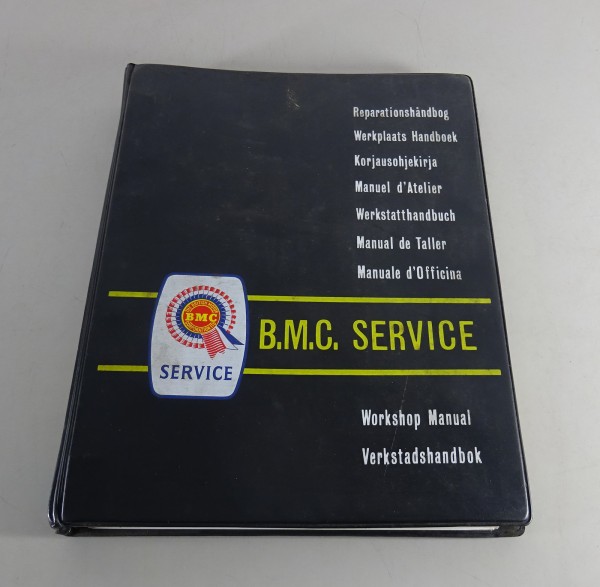 Reparationshåndbog
Werkplaats Handboek
Korjausohjekirja
Manuel d'Atelier
Werkstatthandbuch
Manual de Taller
Manuale d'Officina
BMC
SERVICE
B.M.C. SERVICE
Workshop Manual
Verkstadshandbok